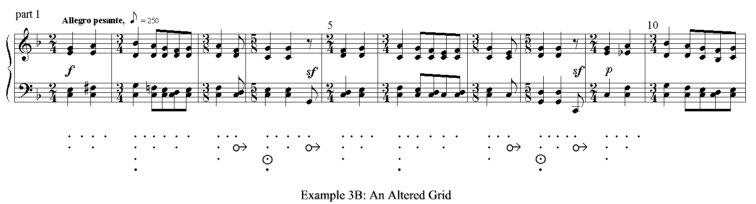 part 1
Allegro pesante, ♪ = 250
5 10
f sf sf p
Example 3B: An Altered Grid